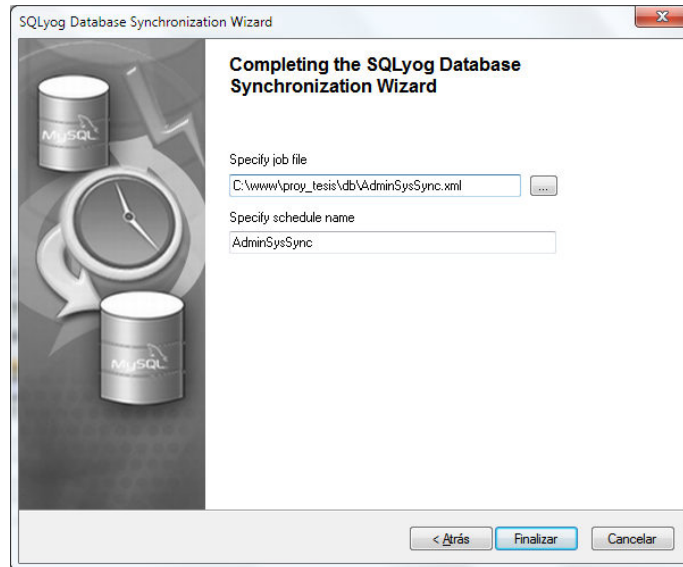 SQLyog Database Synchronization Wizard
Completing the SQLyog Database
Synchronization Wizard
MySQL
Specify job file
C:\www\proy_tesis\db\AdminSysSync.xml
...
Specify schedule name
AdminSysSync
MySQL
< Atrás
Finalizar
Cancelar